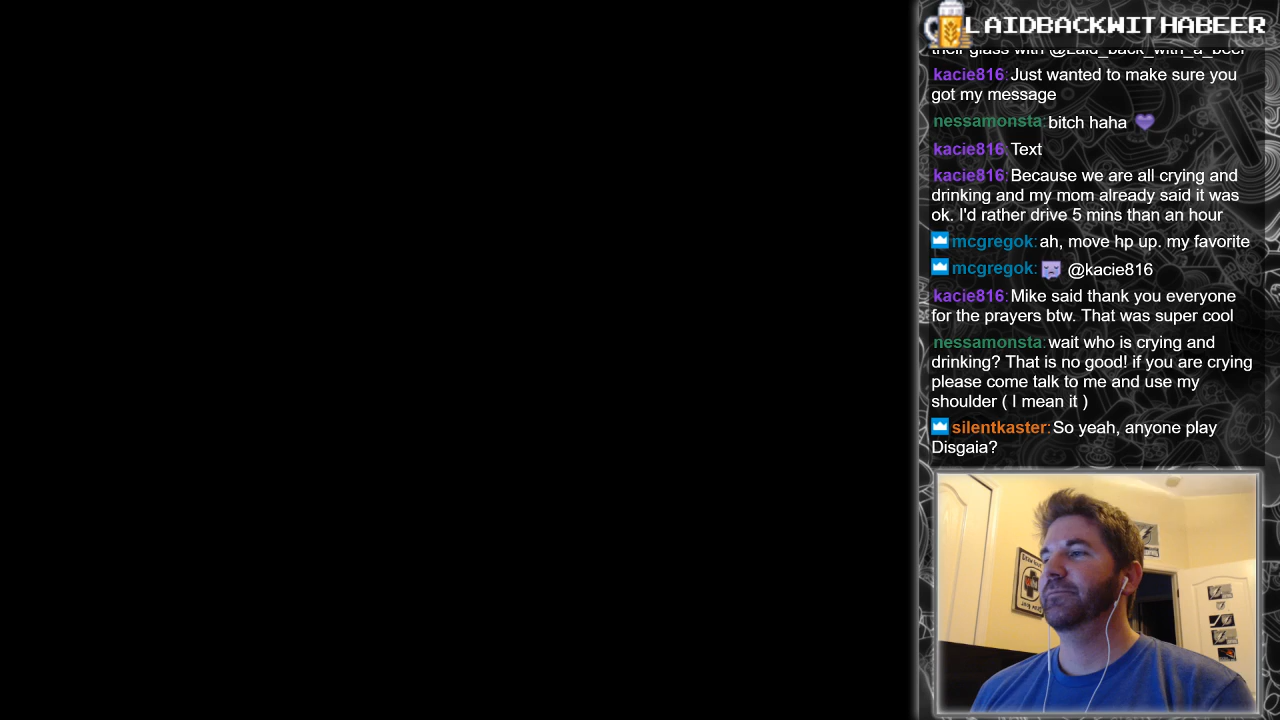 LAIDBACKWITHABEER
their glass with @Laid_back_with_a_beer
kacie816: Just wanted to make sure you
got my message
nessamonsta: bitch haha
kacie816: Text
kacie816: Because we are all crying and
drinking and my mom already said it was
ok. I'd rather drive 5 mins than an hour
mcgregok: ah, move hp up. my favorite
mcgregok: @kacie816
kacie816: Mike said thank you everyone
for the prayers btw. That was super cool
nessamonsta: wait who is crying and
drinking? That is no good! if you are crying
please come talk to me and use my
shoulder ( I mean it )
silentkaster: So yeah, anyone play
Disgaia?